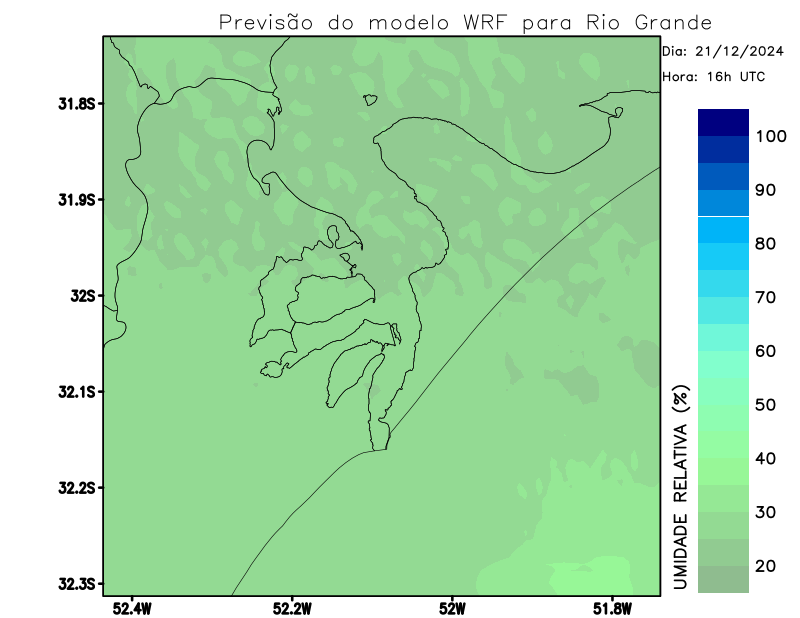 Previsão do modelo WRF para Rio Grande
Dia: 21/12/2024
Hora: 16h UTC
31.8S
31.9S
32S
32.1S
32.2S
32.3S
52.4W 52.2W 52W 51.8W
UMIDADE RELATIVA (%)
100
90
80
70
60
50
40
30
20